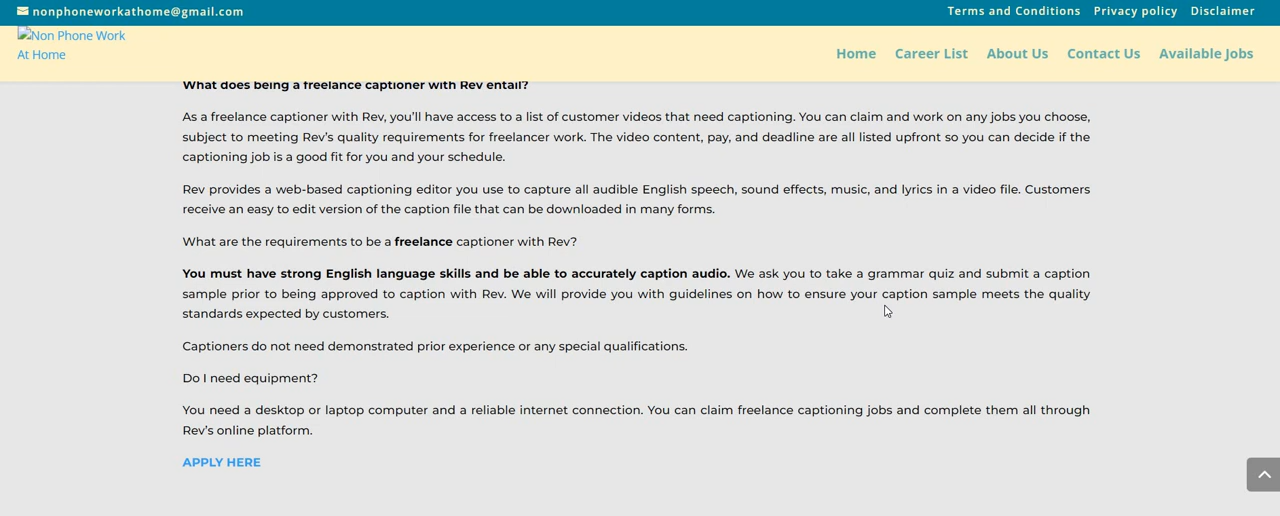 nonphoneworkathome@gmail.com
Terms and Conditions Privacy policy Disclaimer
Non Phone Work
At Home
Home Career List About Us Contact Us Available Jobs
What does being a freelance captioner with Rev entail?
As a freelance captioner with Rev, you’ll have access to a list of customer videos that need captioning. You can claim and work on any jobs you choose,
subject to meeting Rev’s quality requirements for freelancer work. The video content, pay, and deadline are all listed upfront so you can decide if the
captioning job is a good fit for you and your schedule.
Rev provides a web-based captioning editor you use to capture all audible English speech, sound effects, music, and lyrics in a video file. Customers
receive an easy to edit version of the caption file that can be downloaded in many forms.
What are the requirements to be a freelance captioner with Rev?
You must have strong English language skills and be able to accurately caption audio. We ask you to take a grammar quiz and submit a caption
sample prior to being approved to caption with Rev. We will provide you with guidelines on how to ensure your caption sample meets the quality
standards expected by customers.
Captioners do not need demonstrated prior experience or any special qualifications.
Do I need equipment?
You need a desktop or laptop computer and a reliable internet connection. You can claim freelance captioning jobs and complete them all through
Rev’s online platform.
APPLY HERE